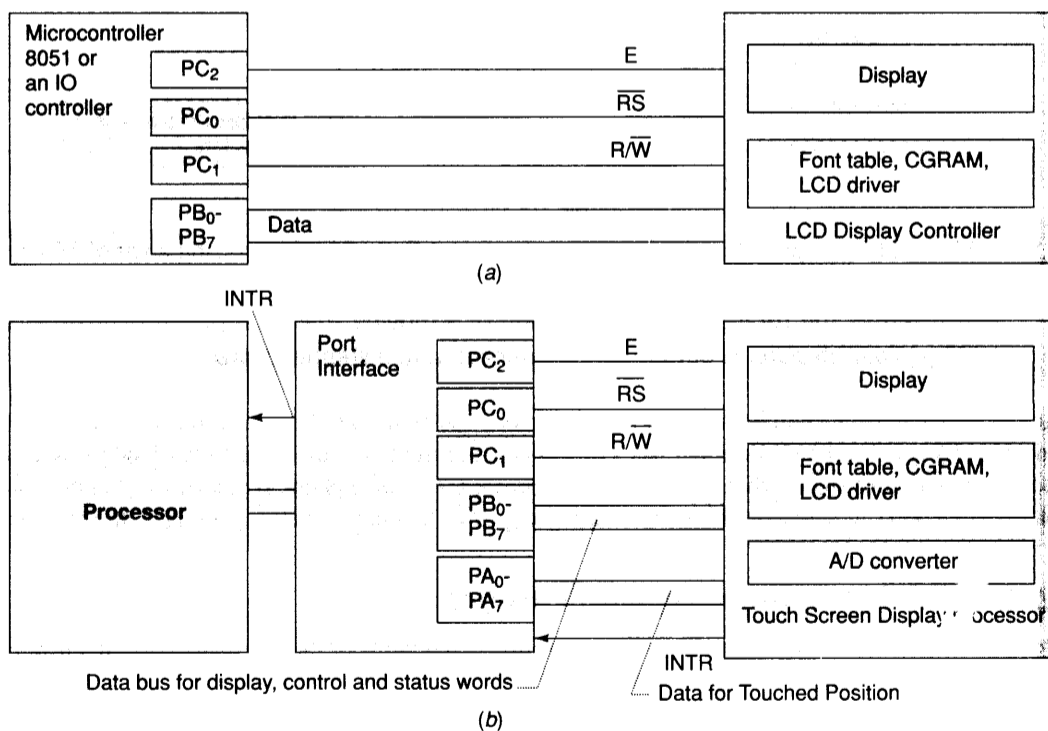 Microcontroller
8051 or
an IO
controller
PC₂
PC₀
PC₁
PB₀-
PB₇
E
R̅S̅
R/W̅
Data
Display
Font table, CGRAM,
LCD driver
LCD Display Controller
(a)
INTR
Processor
Port
Interface
PC₂
PC₀
PC₁
PB₀-
PB₇
PA₀-
PA₇
E
R̅S̅
R/W̅
Display
Font table, CGRAM,
LCD driver
A/D converter
Touch Screen Display
INTR
Data bus for display, control and status words
Data for Touched Position
(b)